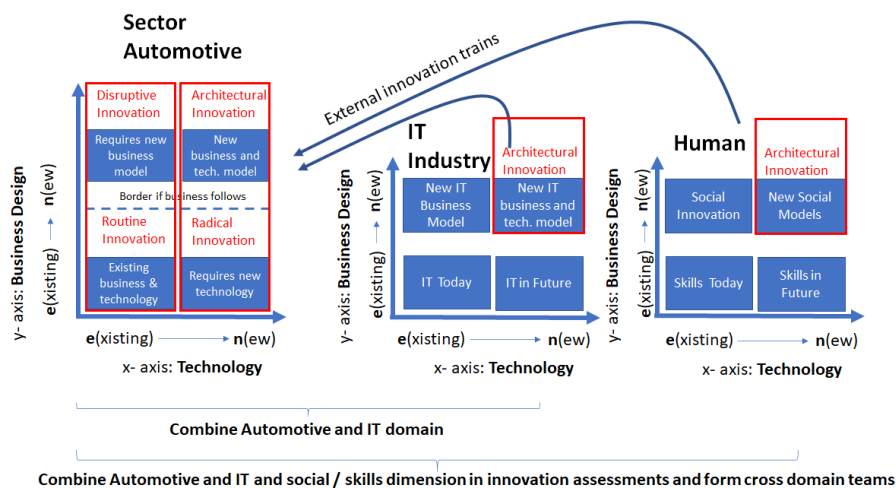 Sector
Automotive
Disruptive
Innovation
Architectural
Innovation
Requires new
business
model
New
business and
tech. model
Border if business follows
Routine
Innovation
Radical
Innovation
Existing
business &
technology
Requires new
technology
y- axis: Business Design
e(xisting)
n(ew)
e(xisting)
n(ew)
x- axis: Technology
External innovation trains
IT
Industry
Architectural
Innovation
New IT
Business
Model
New IT
business and
tech. model
IT Today
IT in Future
y- axis: Business Design
e(xisting)
n(ew)
e(xisting)
n(ew)
x- axis: Technology
Human
Architectural
Innovation
Social
Innovation
New Social
Models
Skills Today
Skills in
Future
y- axis: Business Design
e(xisting)
n(ew)
e(xisting)
n(ew)
x- axis: Technology
Combine Automotive and IT domain
Combine Automotive and IT and social / skills dimension in innovation assessments and form cross domain teams